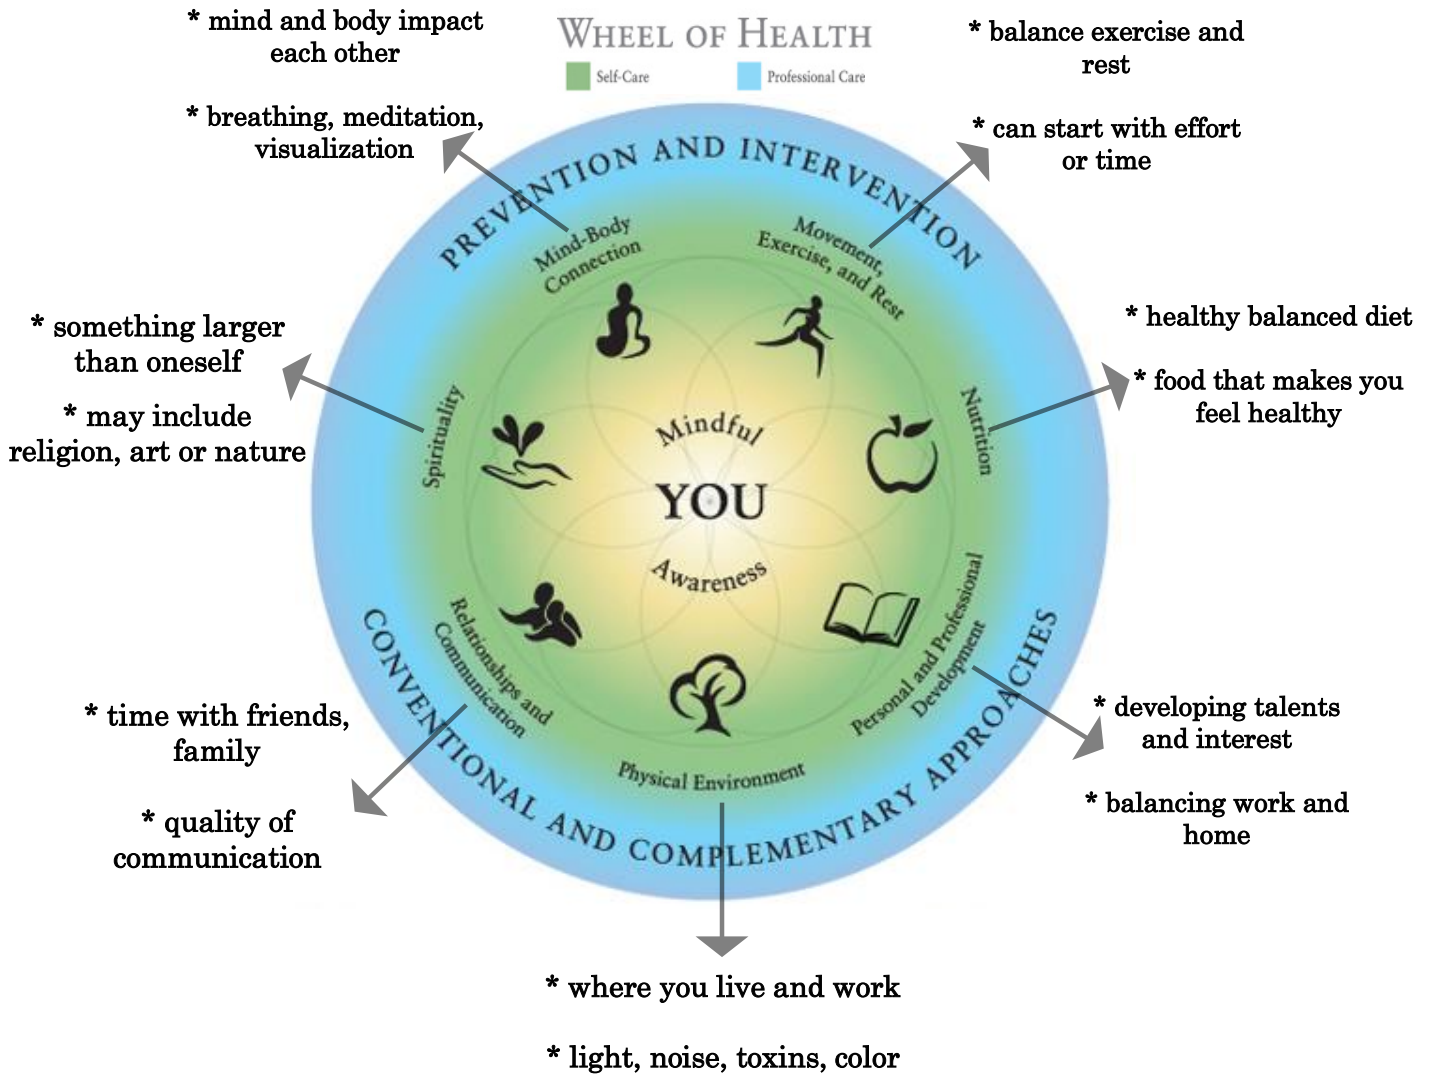 WHEEL OF HEALTH
Self-Care
Professional Care
* mind and body impact
each other
* breathing, meditation,
visualization
* balance exercise and
rest
* can start with effort
or time
PREVENTION AND INTERVENTION
Mind-Body
Connection
Movement,
Exercise, and Rest
* something larger
than oneself
* may include
religion, art or nature
Spirituality
Mindful
YOU
Awareness
Nutrition
* healthy balanced diet
* food that makes you
feel healthy
Relationships and
Communication
Physical Environment
Personal and Professional
Development
CONVENTIONAL AND COMPLEMENTARY APPROACHES
* time with friends,
family
* quality of
communication
* developing talents
and interest
* balancing work and
home
* where you live and work
* light, noise, toxins, color